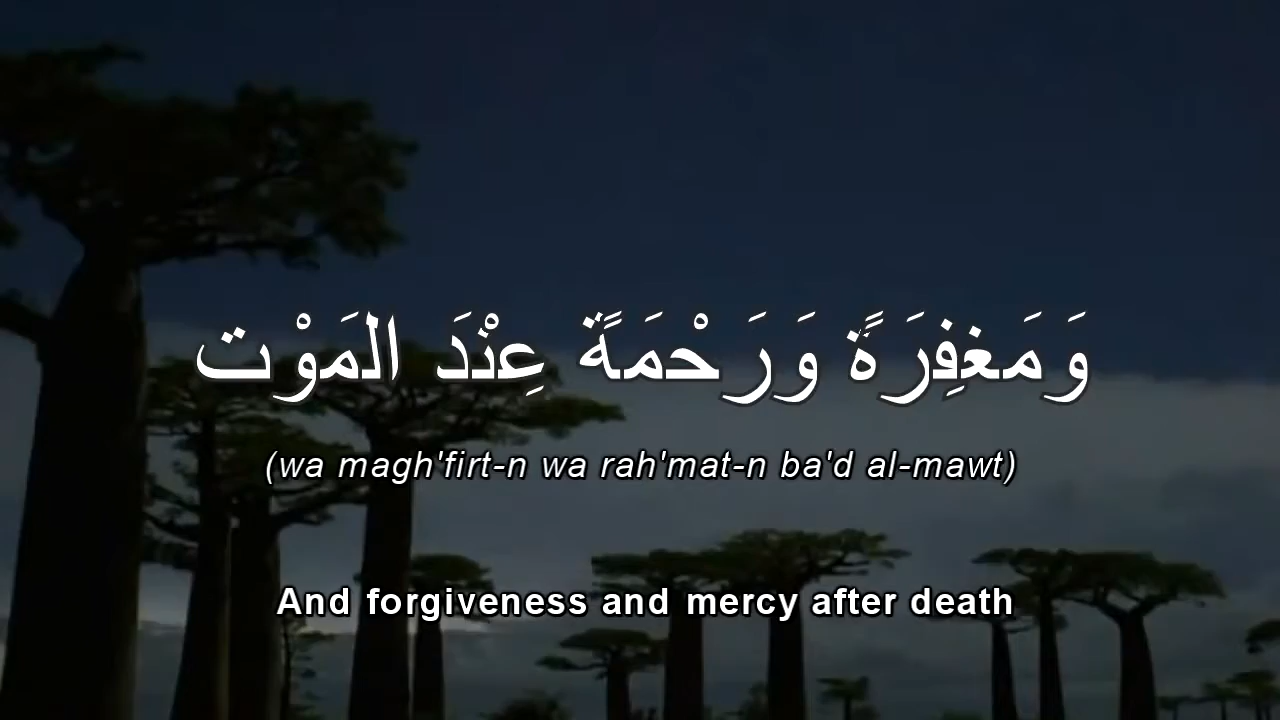 وَمَغفِرَةً وَرَحْمَةً عِنْدَ المَوْت
(wa magh'firt-n wa rah'mat-n ba'd al-mawt)
And forgiveness and mercy after death